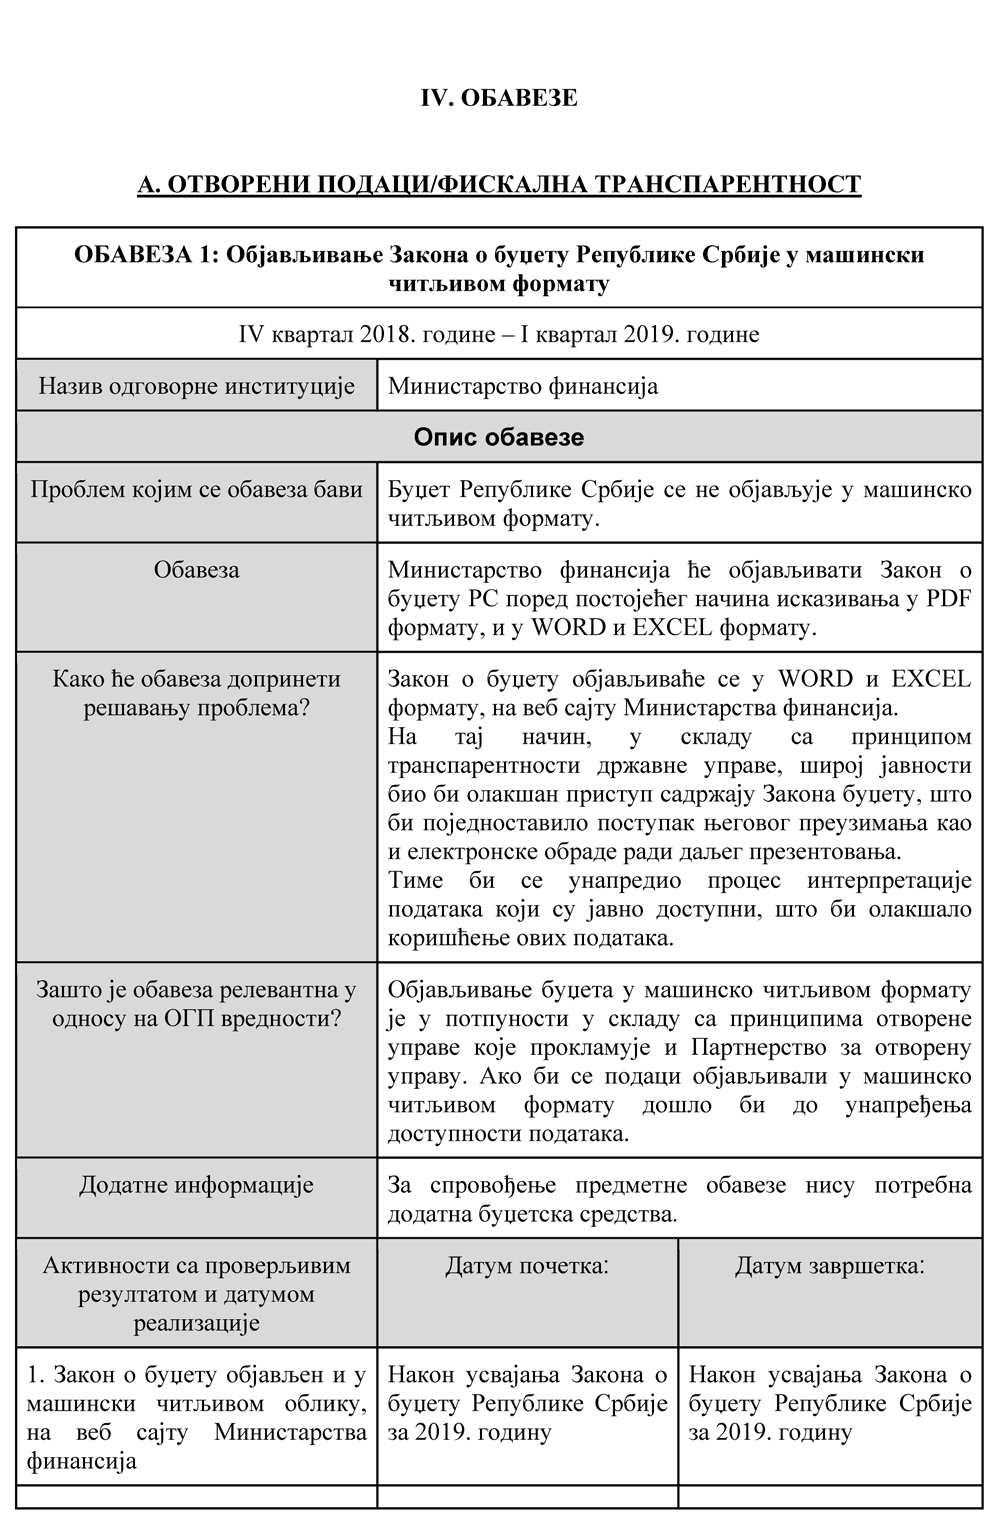 IV. ОБАВЕЗЕ
А. ОТВОРЕНИ ПОДАЦИ/ФИСКАЛНА ТРАНСПАРЕНТНОСТ
ОБАВЕЗА 1: Објављивање Закона о буџету Републике Србије у машински
читљивом формату
IV квартал 2018. године – I квартал 2019. године
Назив одговорне институције
Министарство финансија
Опис обавезе
Проблем којим се обавеза бави
Буџет Републике Србије се не објављује у машинско
читљивом формату.
Обавеза
Министарство финансија ће објављивати Закон о
буџету РС поред постојећег начина исказивања у PDF
формату, и у WORD и EXCEL формату.
Како ће обавеза допринети
решавању проблема?
Закон о буџету објављиваће се у WORD и EXCEL
формату, на веб сајту Министарства финансија.
На тај начин, у складу са принципом
транспарентности државне управе, широј јавности
био би олакшан приступ садржају Закона буџету, што
би поједноставило поступак његовог преузимања као
и електронске обраде ради даљег презентовања.
Тиме би се унапредио процес интерпретације
података који су јавно доступни, што би олакшало
коришћење ових података.
Зашто је обавеза релевантна у
односу на ОГП вредности?
Објављивање буџета у машинско читљивом формату
је у потпуности у складу са принципима отворене
управе које прокламује и Партнерство за отворену
управу. Ако би се подаци објављивали у машинско
читљивом формату дошло би до унапређења
доступности података.
Додатне информације
За спровођење предметне обавезе нису потребна
додатна буџетска средства.
Активности са проверљивим
резултатом и датумом
реализације
Датум почетка:
Датум завршетка:
1. Закон о буџету објављен и у
машински читљивом облику,
на веб сајту Министарства
финансија
Након усвајања Закона о
буџету Републике Србије
за 2019. годину
Након усвајања Закона о
буџету Републике Србије
за 2019. годину